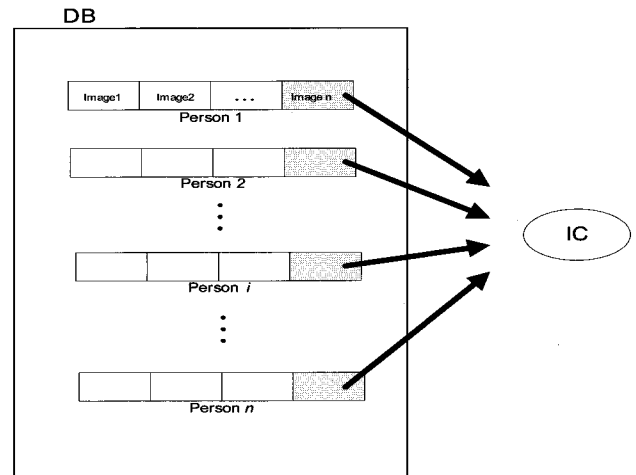 DB
Image1 Image2 ... Image n
Person 1
Person 2
IC
Person i
Person n